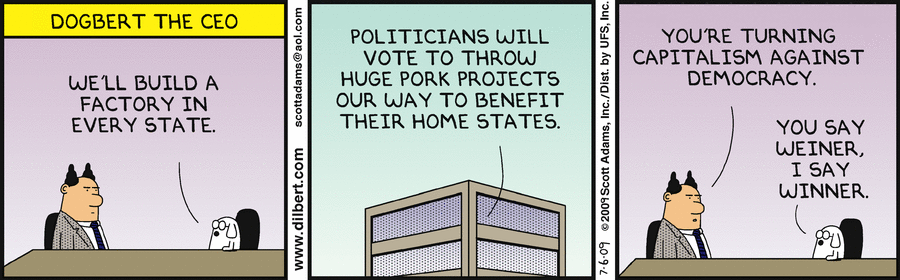 DOGBERT THE CEO
WE'LL BUILD A
FACTORY IN
EVERY STATE.
www.dilbert.com scottadams@aol.com
POLITICIANS WILL
VOTE TO THROW
HUGE PORK PROJECTS
OUR WAY TO BENEFIT
THEIR HOME STATES.
7-6-09 ©2009 Scott Adams, Inc./Dist. by UFS, Inc.
YOU'RE TURNING
CAPITALISM AGAINST
DEMOCRACY.
YOU SAY
WEINER,
I SAY
WINNER.